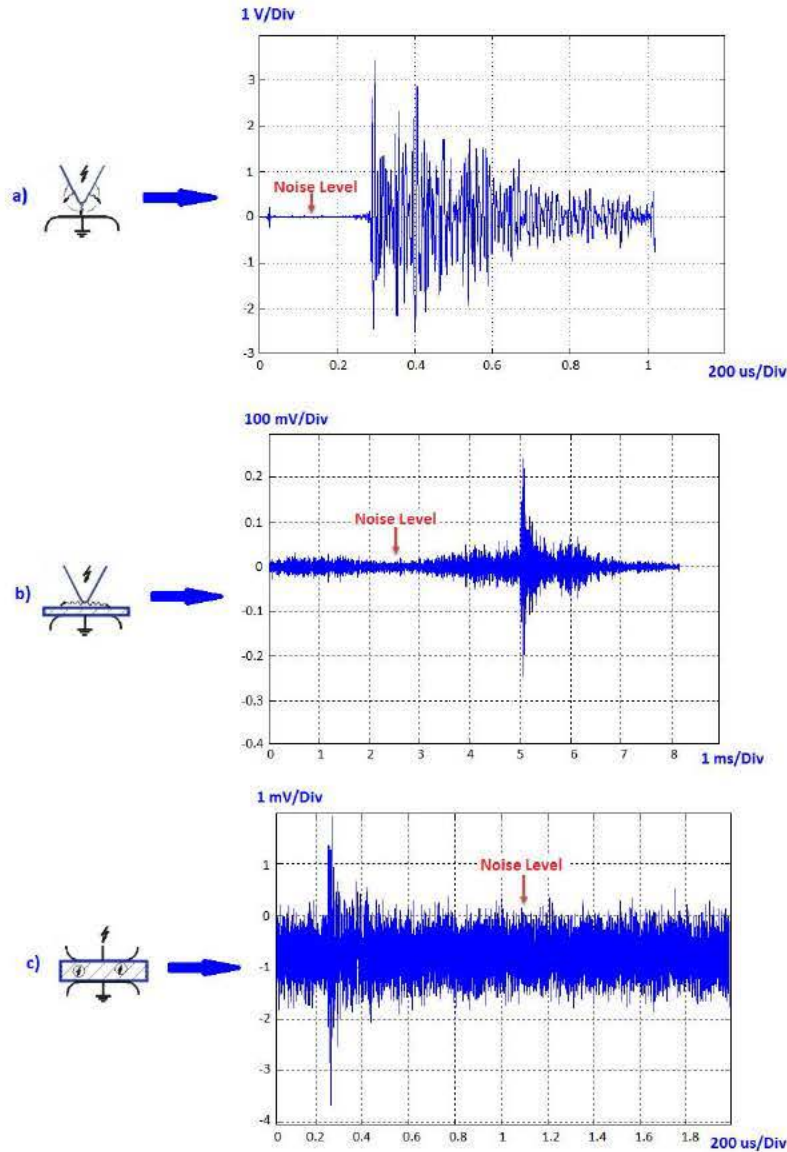 1 V/Div
3
2
1
Noise Level
a)
0
-1
-2
-3
0 0.2 0.4 0.6 0.8 1
200 us/Div
100 mV/Div
0.2
Noise Level
0.1
0
b)
-0.1
-0.2
-0.3
-0.4
0 1 2 3 4 5 6 7 8
1 ms/Div
1 mV/Div
1
Noise Level
0
c)
-1
-2
-3
-4
0 0.2 0.4 0.6 0.8 1 1.2 1.4 1.6 1.8
200 us/Div